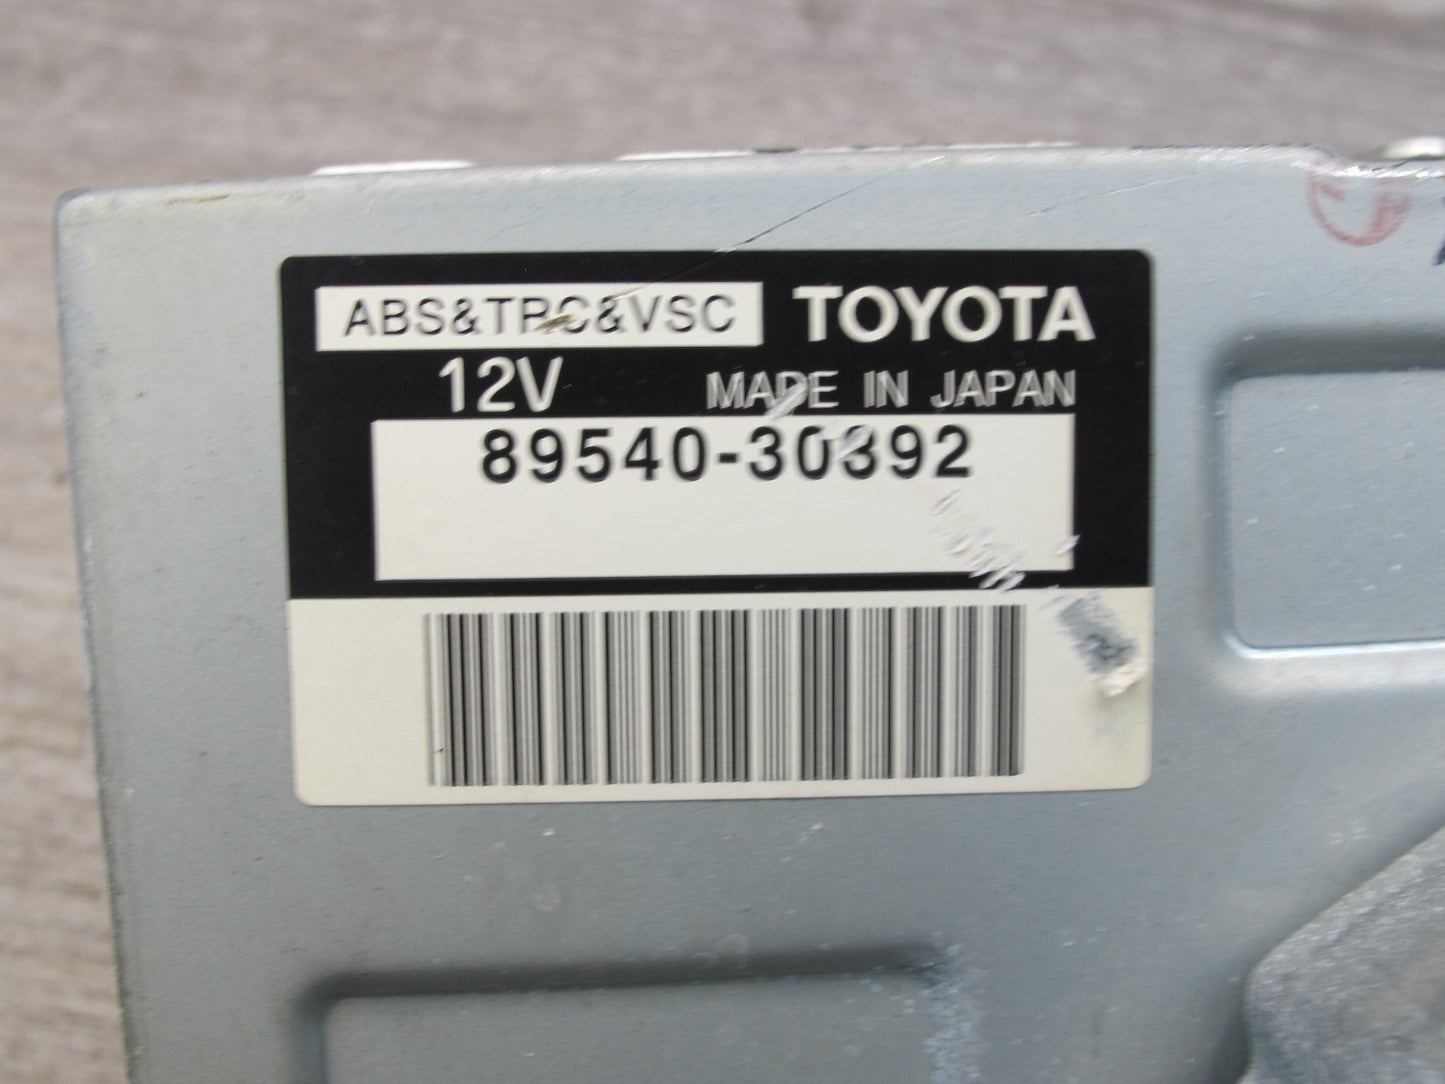 ABS&TRC&VSC TOYOTA
12V MADE IN JAPAN
89540-30392